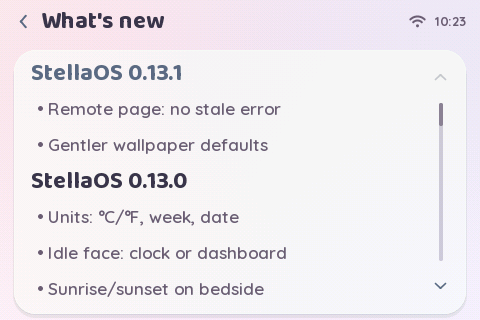 What's new
10:23
StellaOS 0.13.1
• Remote page: no stale error
• Gentler wallpaper defaults
StellaOS 0.13.0
• Units: °C/°F, week, date
• Idle face: clock or dashboard
• Sunrise/sunset on bedside